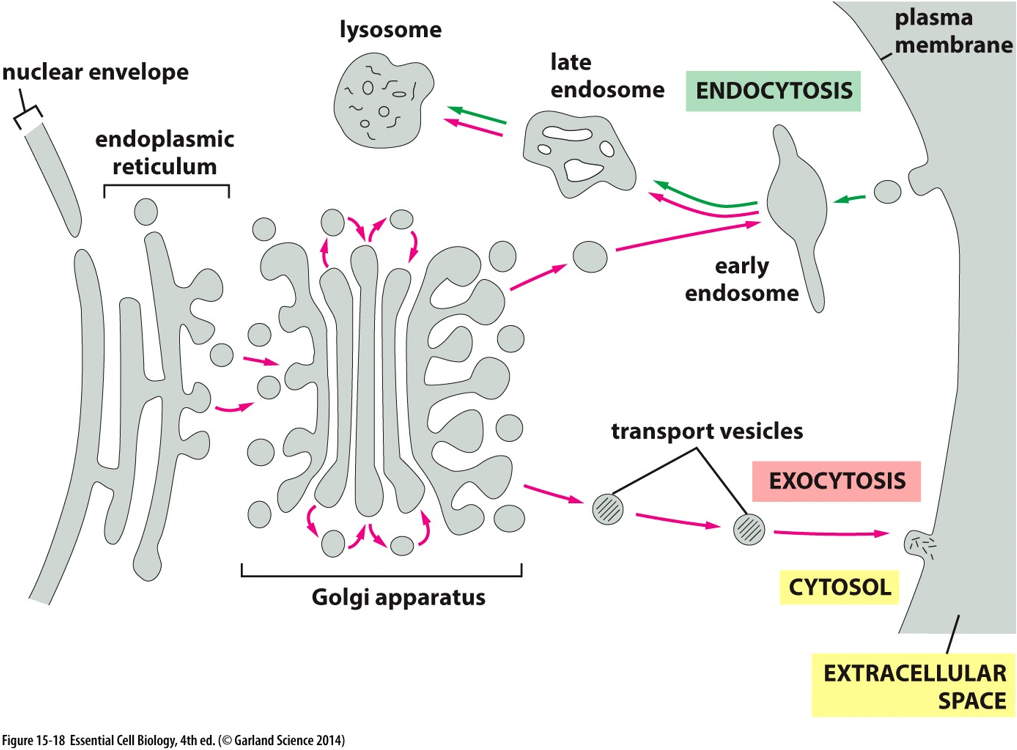 lysosome
plasma
membrane
nuclear envelope
late
endosome
ENDOCYTOSIS
endoplasmic
reticulum
early
endosome
transport vesicles
EXOCYTOSIS
CYTOSOL
Golgi apparatus
EXTRACELLULAR
SPACE
Figure 15-18 Essential Cell Biology, 4th ed. (© Garland Science 2014)